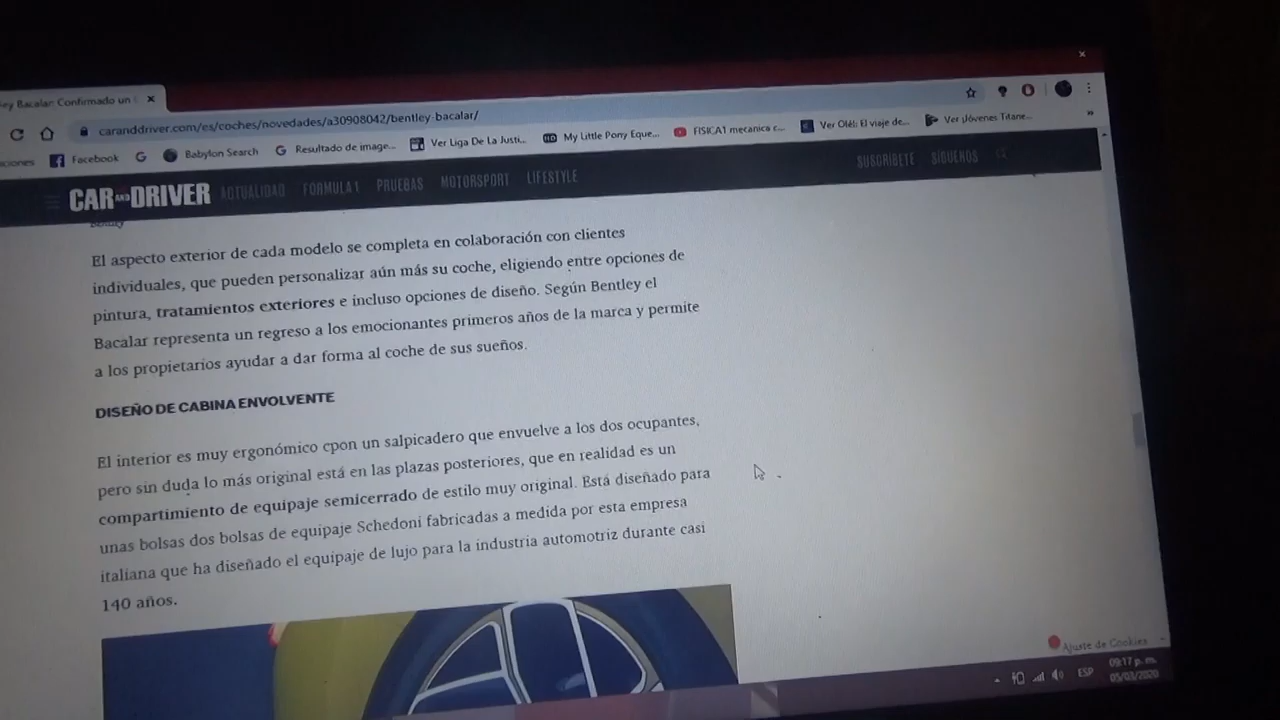 ey Bacalar: Confirmado un
caranddriver.com/es/coches/novedades/a30908042/bentley-bacalar/
ciones Facebook Babylon Search Resultado de image... Ver Liga De La Justi... My Little Pony Eque... FISICA1 mecanica c... Ver Olé!: El viaje de... Ver ¡Jóvenes Titane... »
CAR AND DRIVER ACTUALIDAD FORMULA 1 PRUEBAS MOTORSPORT LIFESTYLE SUSCRÍBETE SÍGUENOS
Bentley
El aspecto exterior de cada modelo se completa en colaboración con clientes
individuales, que pueden personalizar aún más su coche, eligiendo entre opciones de
pintura, tratamientos exteriores e incluso opciones de diseño. Según Bentley el
Bacalar representa un regreso a los emocionantes primeros años de la marca y permite
a los propietarios ayudar a dar forma al coche de sus sueños.
DISEÑO DE CABINA ENVOLVENTE
El interior es muy ergonómico cpon un salpicadero que envuelve a los dos ocupantes,
pero sin duda lo más original está en las plazas posteriores, que en realidad es un
compartimiento de equipaje semicerrado de estilo muy original. Está diseñado para
unas bolsas dos bolsas de equipaje Schedoni fabricadas a medida por esta empresa
italiana que ha diseñado el equipaje de lujo para la industria automotriz durante casi
140 años.
Ajuste de Cookies
ESP 09:17 p. m.
05/03/2020